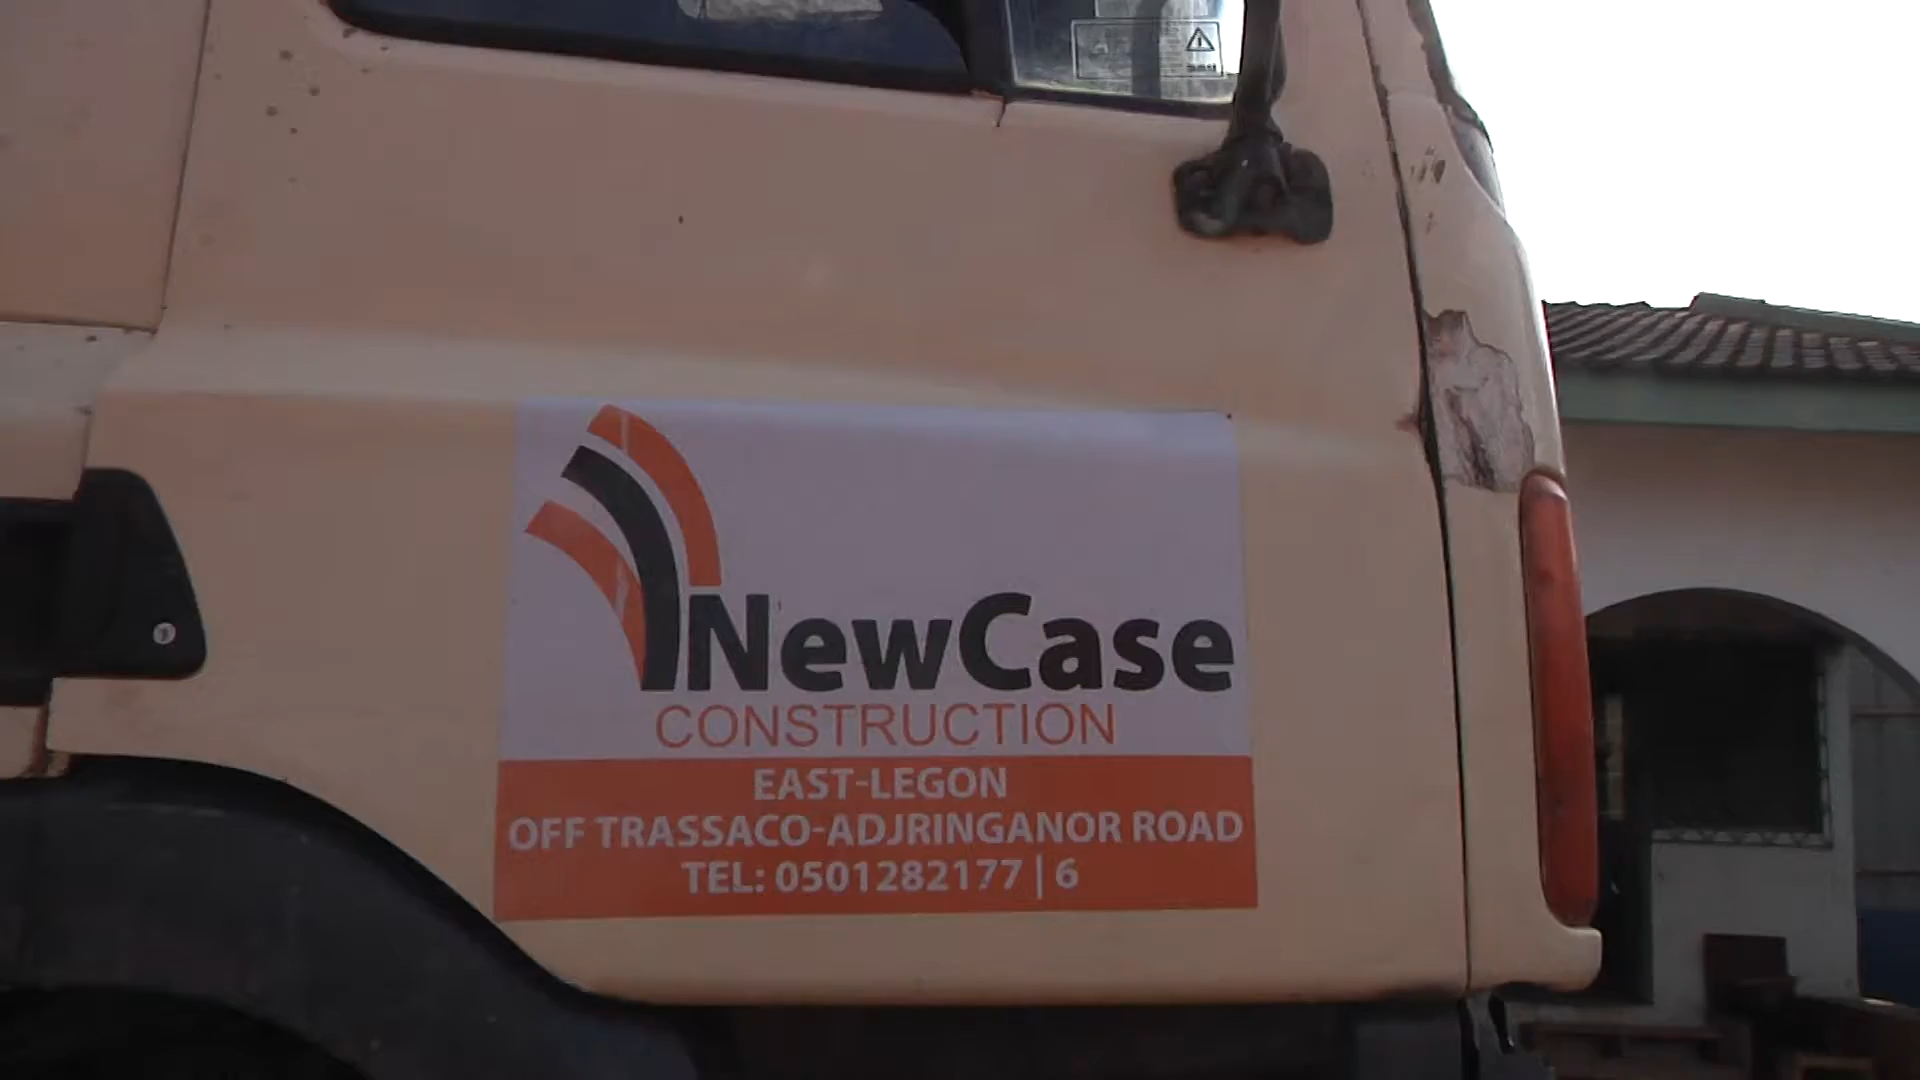 NewCase
CONSTRUCTION
EAST-LEGON
OFF TRASSACO-ADJRINGANOR ROAD
TEL: 0501282177 | 6